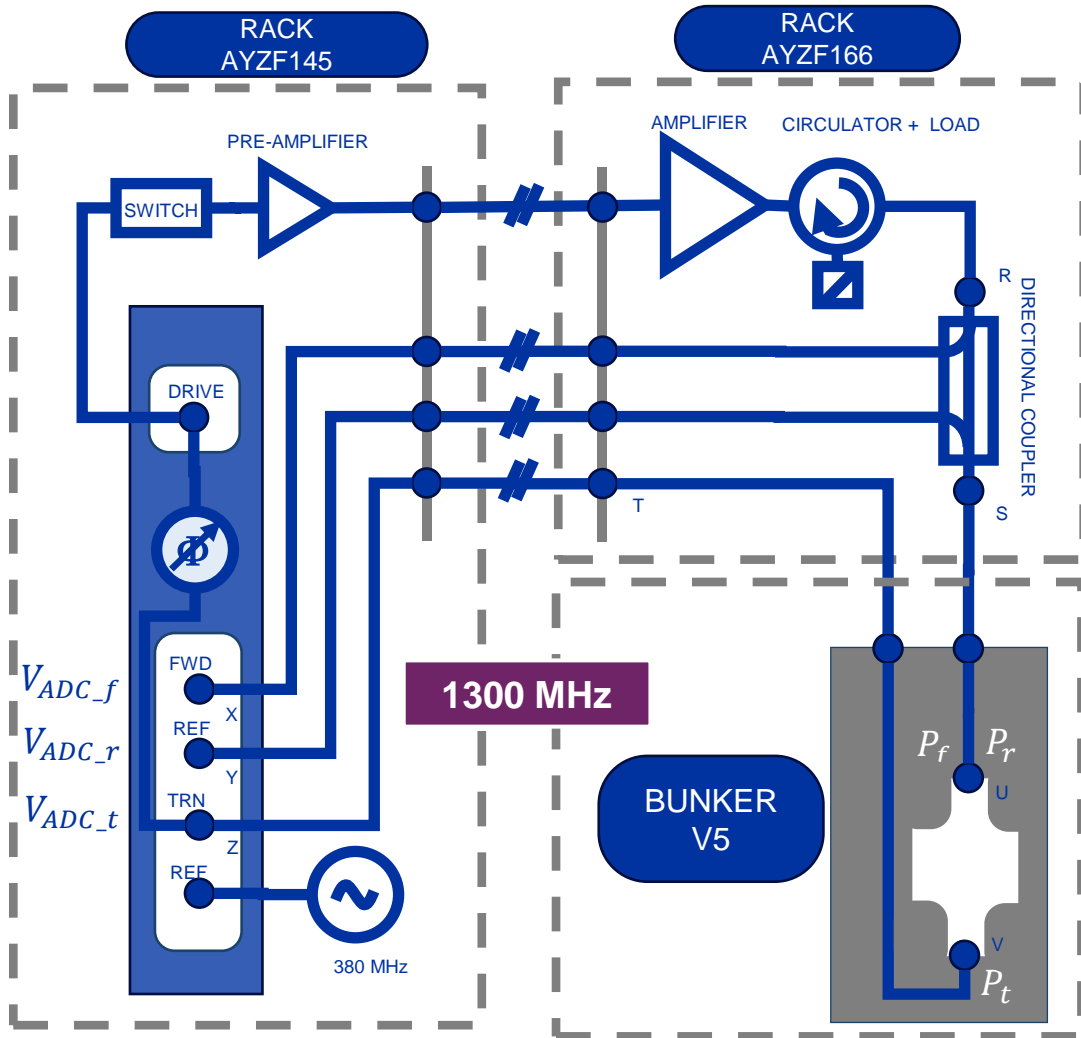 RACK
AYZF145
RACK
AYZF166
PRE-AMPLIFIER
AMPLIFIER
CIRCULATOR + LOAD
SWITCH
R
DIRECTIONAL COUPLER
DRIVE
S
T
Φ
FWD
V_ADC_f
X
1300 MHz
REF
V_ADC_r
Y
P_f P_r
U
TRN
V_ADC_t
Z
BUNKER
V5
REF
380 MHz
V
P_t